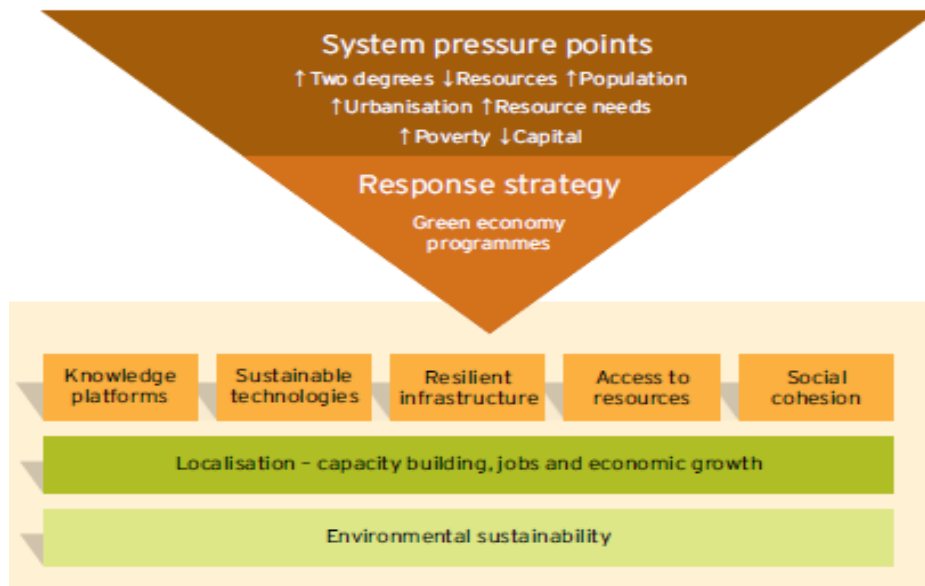 System pressure points
↑Two degrees ↓Resources ↑Population
↑Urbanisation ↑Resource needs
↑Poverty ↓Capital
Response strategy
Green economy
programmes
Knowledge
platforms
Sustainable
technologies
Resilient
infrastructure
Access to
resources
Social
cohesion
Localisation – capacity building, jobs and economic growth
Environmental sustainability